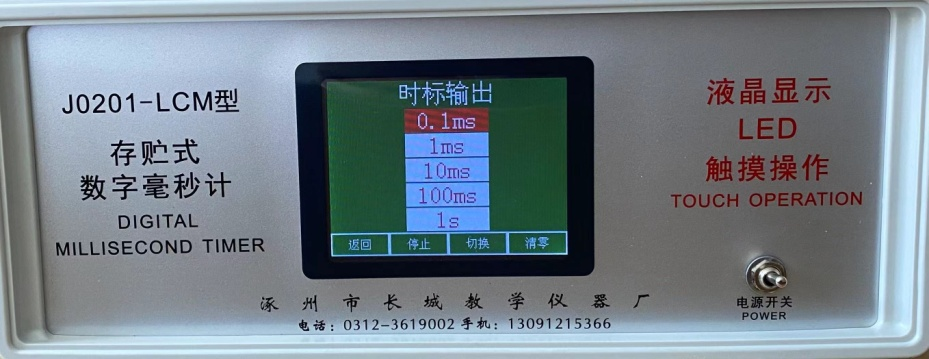 J0201-LCM型
存贮式
数字毫秒计
DIGITAL
MILLISECOND TIMER
时标输出
0.1ms
1ms
10ms
100ms
1s
返回 停止 切换 清零
液晶显示
LED
触摸操作
TOUCH OPERATION
电源开关
POWER
涿州市长城教学仪器厂
电话：0312-3619002 手机：13091215366